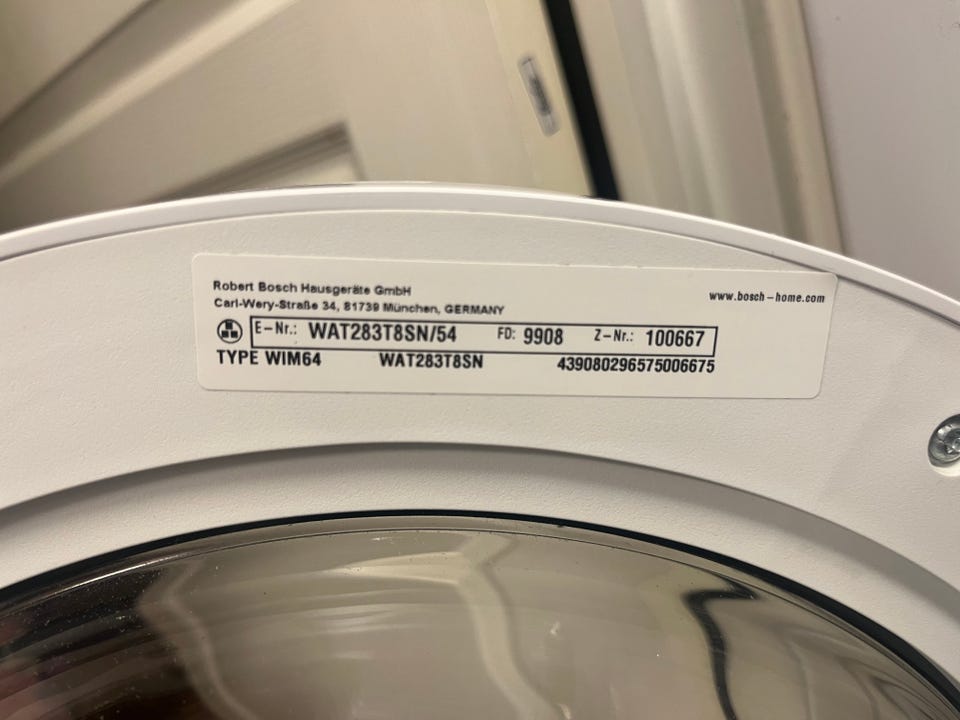 Robert Bosch Hausgeräte GmbH
Carl-Wery-Straße 34, 81739 München, GERMANY
www.bosch-home.com
E-Nr.: WAT283T8SN/54 FD: 9908 Z-Nr.: 100667
TYPE WIM64 WAT283T8SN 439080296575006675